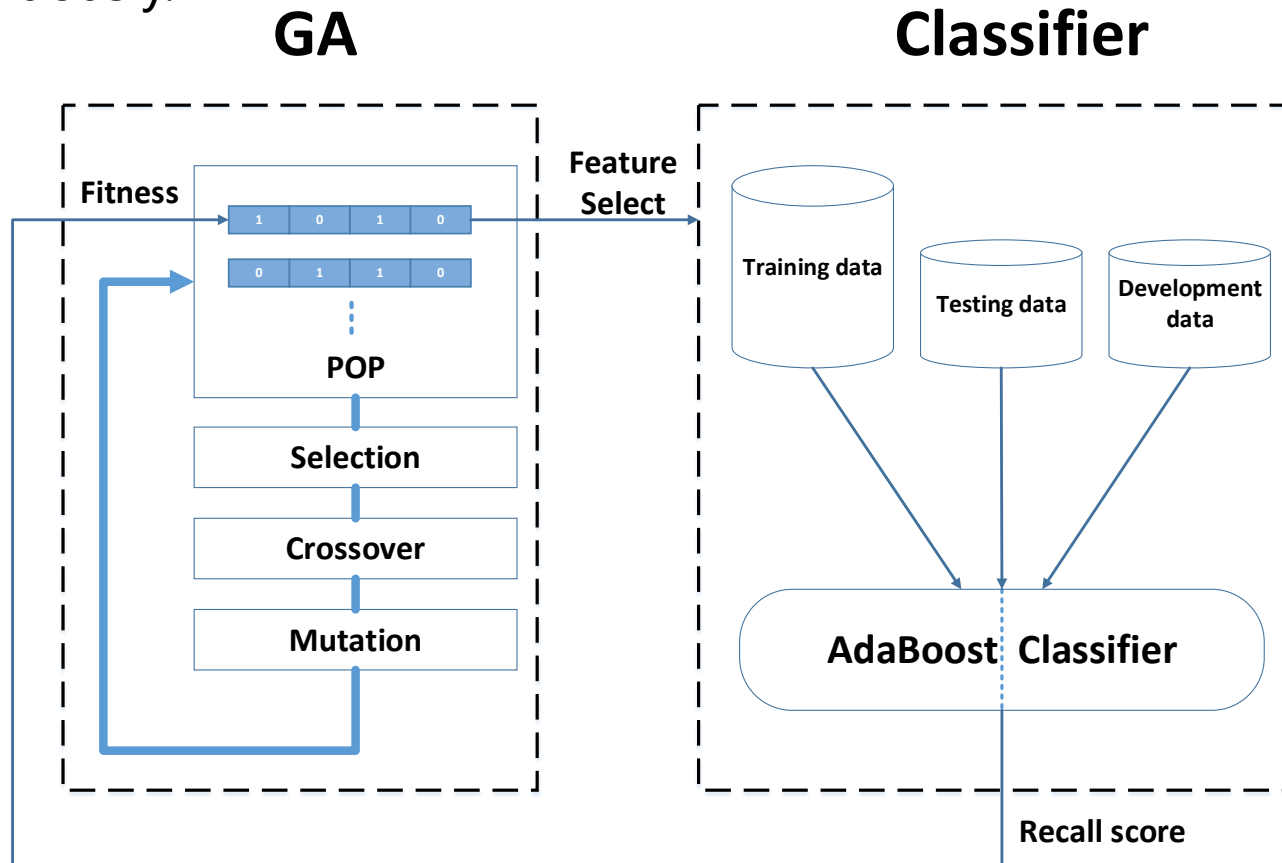 GA
Classifier
Fitness
Feature
Select
1 0 1 0
0 1 1 0
POP
Selection
Crossover
Mutation
Training data
Testing data
Development
data
AdaBoost Classifier
Recall score